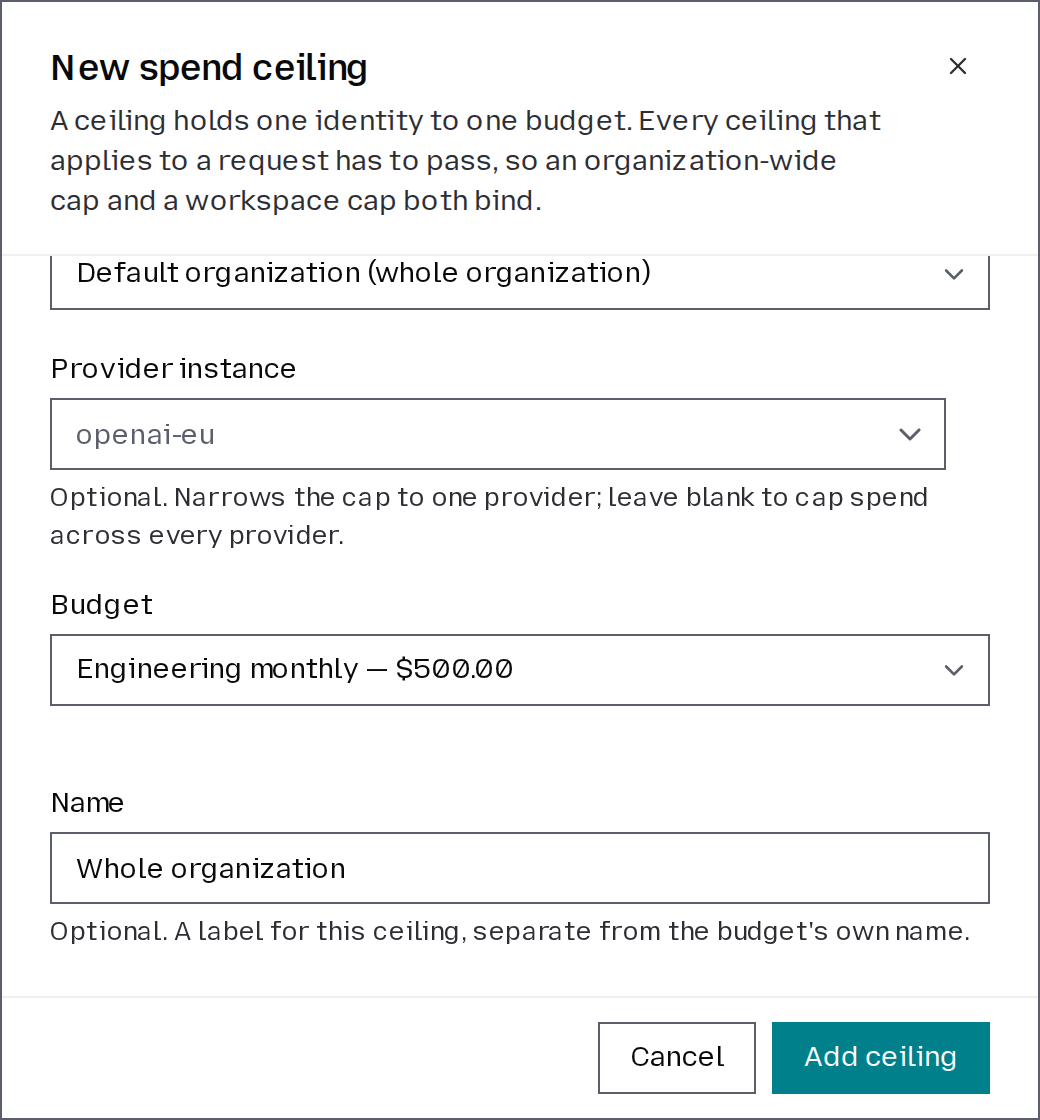 New spend ceiling
A ceiling holds one identity to one budget. Every ceiling that
applies to a request has to pass, so an organization-wide
cap and a workspace cap both bind.
Default organization (whole organization)
Provider instance
openai-eu
Optional. Narrows the cap to one provider; leave blank to cap spend
across every provider.
Budget
Engineering monthly — $500.00
Name
Whole organization
Optional. A label for this ceiling, separate from the budget's own name.
Cancel
Add ceiling